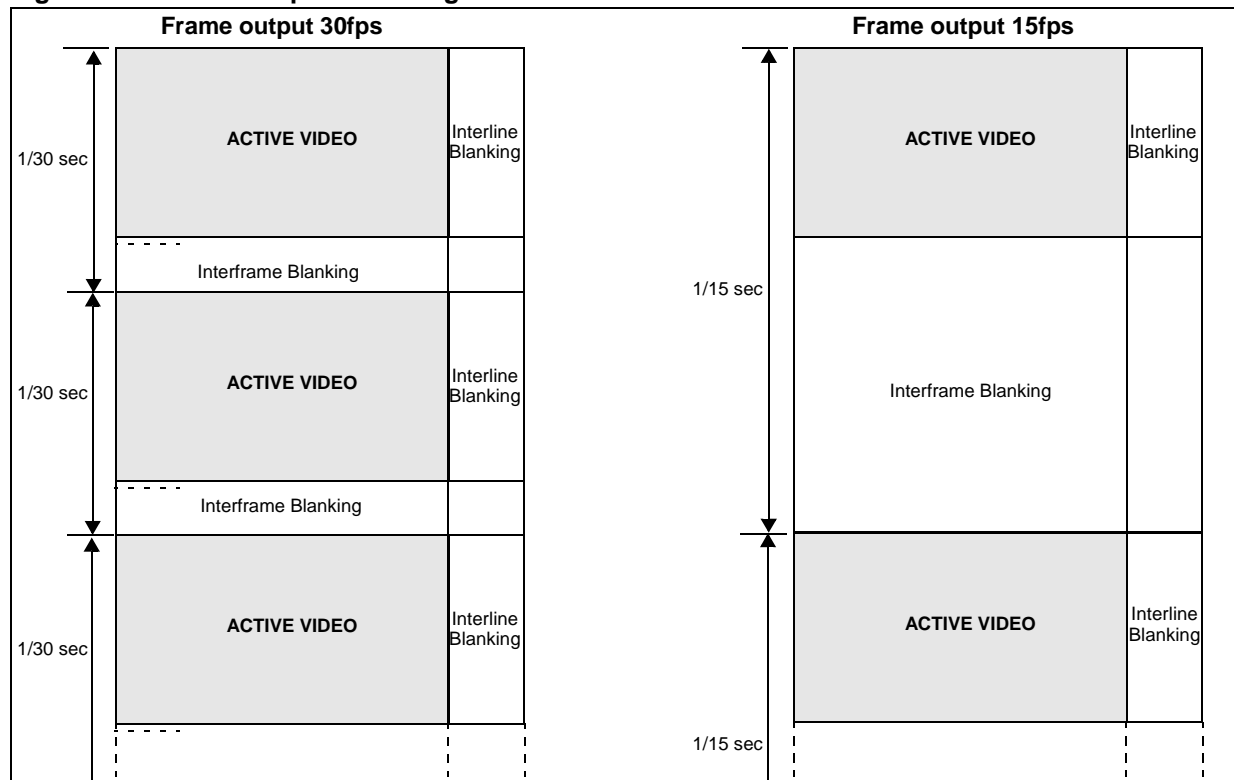 Frame output 30fps
ACTIVE VIDEO
Interline
Blanking
1/30 sec
Interframe Blanking
ACTIVE VIDEO
Interline
Blanking
1/30 sec
Interframe Blanking
ACTIVE VIDEO
Interline
Blanking
1/30 sec
Frame output 15fps
ACTIVE VIDEO
Interline
Blanking
1/15 sec
Interframe Blanking
ACTIVE VIDEO
Interline
Blanking
1/15 sec